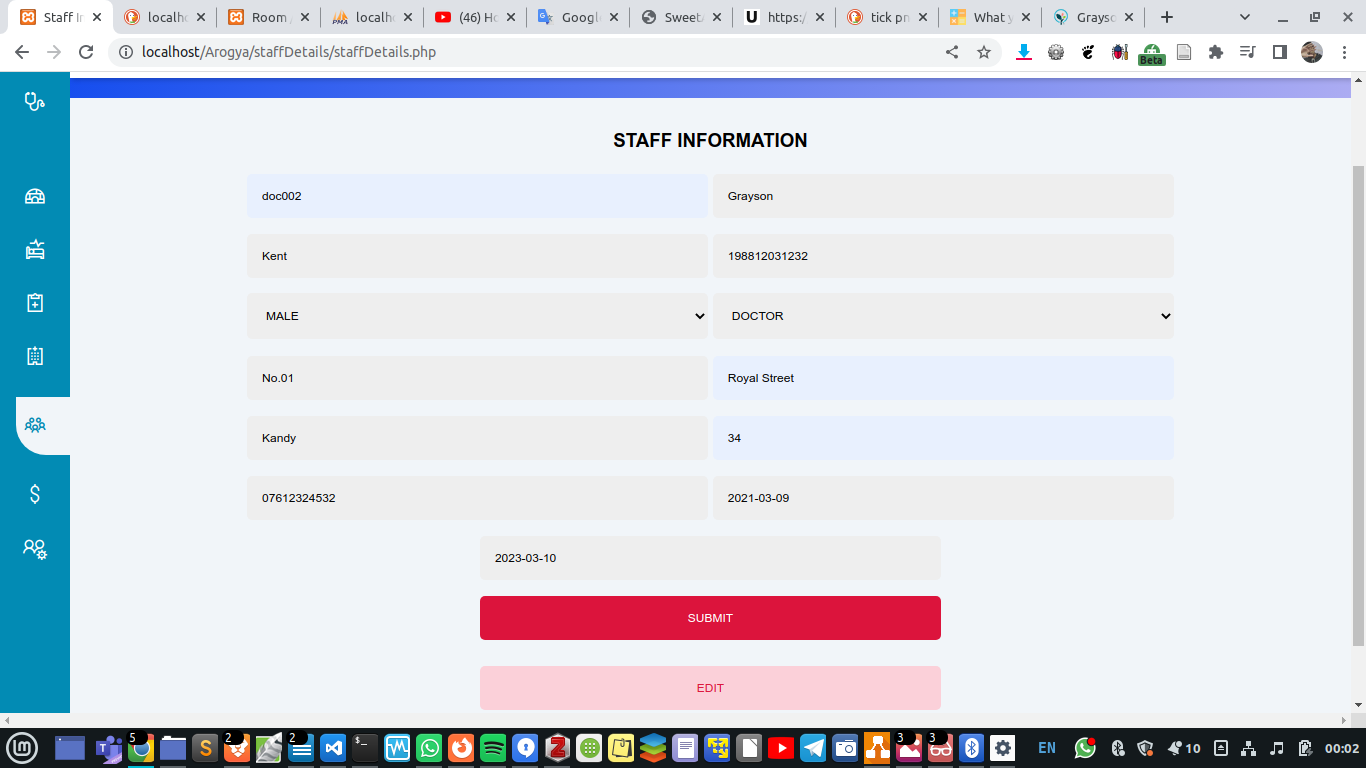 Staff In
localho
Room A
localho
(46) Ho
Google
SweetA
https:/
tick pn
What y
Grayso
localhost/Arogya/staffDetails/staffDetails.php
Beta
STAFF INFORMATION
doc002 Grayson
Kent 198812031232
MALE DOCTOR
No.01 Royal Street
Kandy 34
07612324532 2021-03-09
2023-03-10
SUBMIT
EDIT
5 2 2 3 3 EN 10 00:02